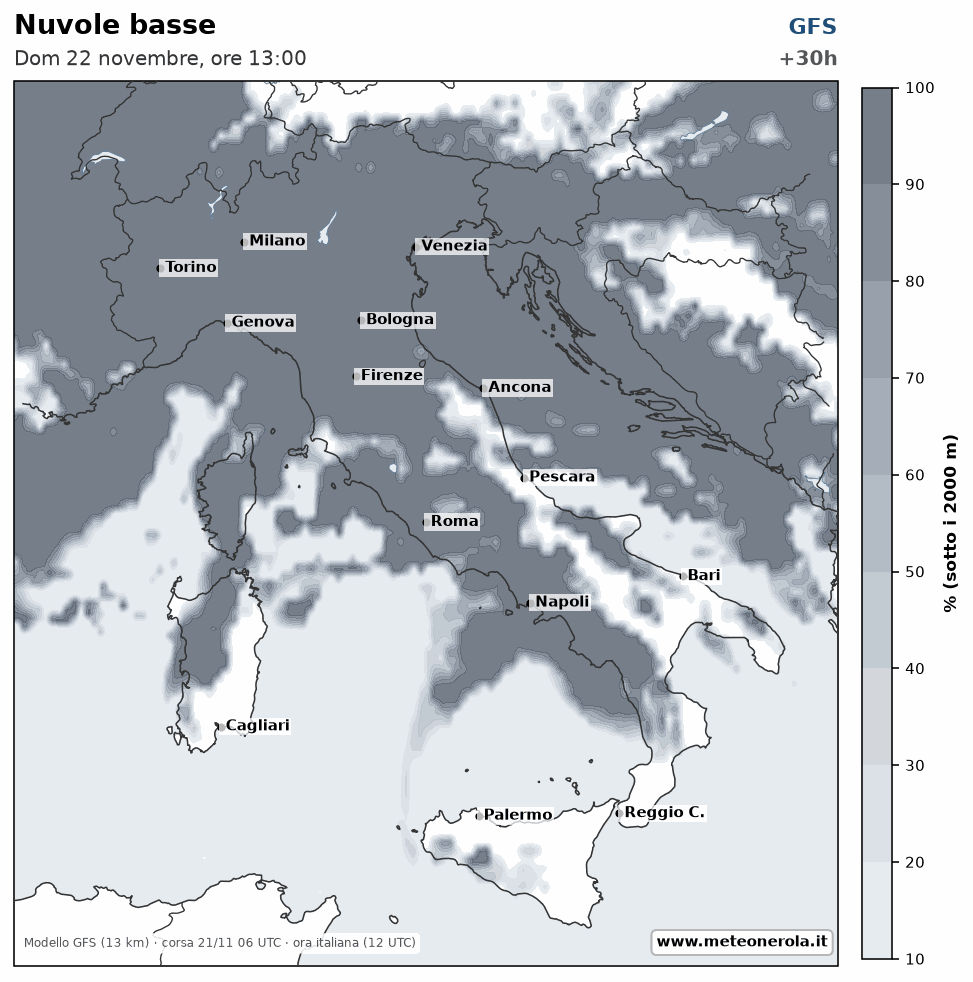 Nuvole basse
GFS
Dom 22 novembre, ore 13:00
+30h
Milano
Venezia
Torino
Genova
Bologna
Firenze
Ancona
Pescara
Roma
Bari
Napoli
Cagliari
Palermo
Reggio C.
Modello GFS (13 km) · corsa 21/11 06 UTC · ora italiana (12 UTC)
www.meteonerola.it
100
90
80
70
60
50
40
30
20
10
% (sotto i 2000 m)